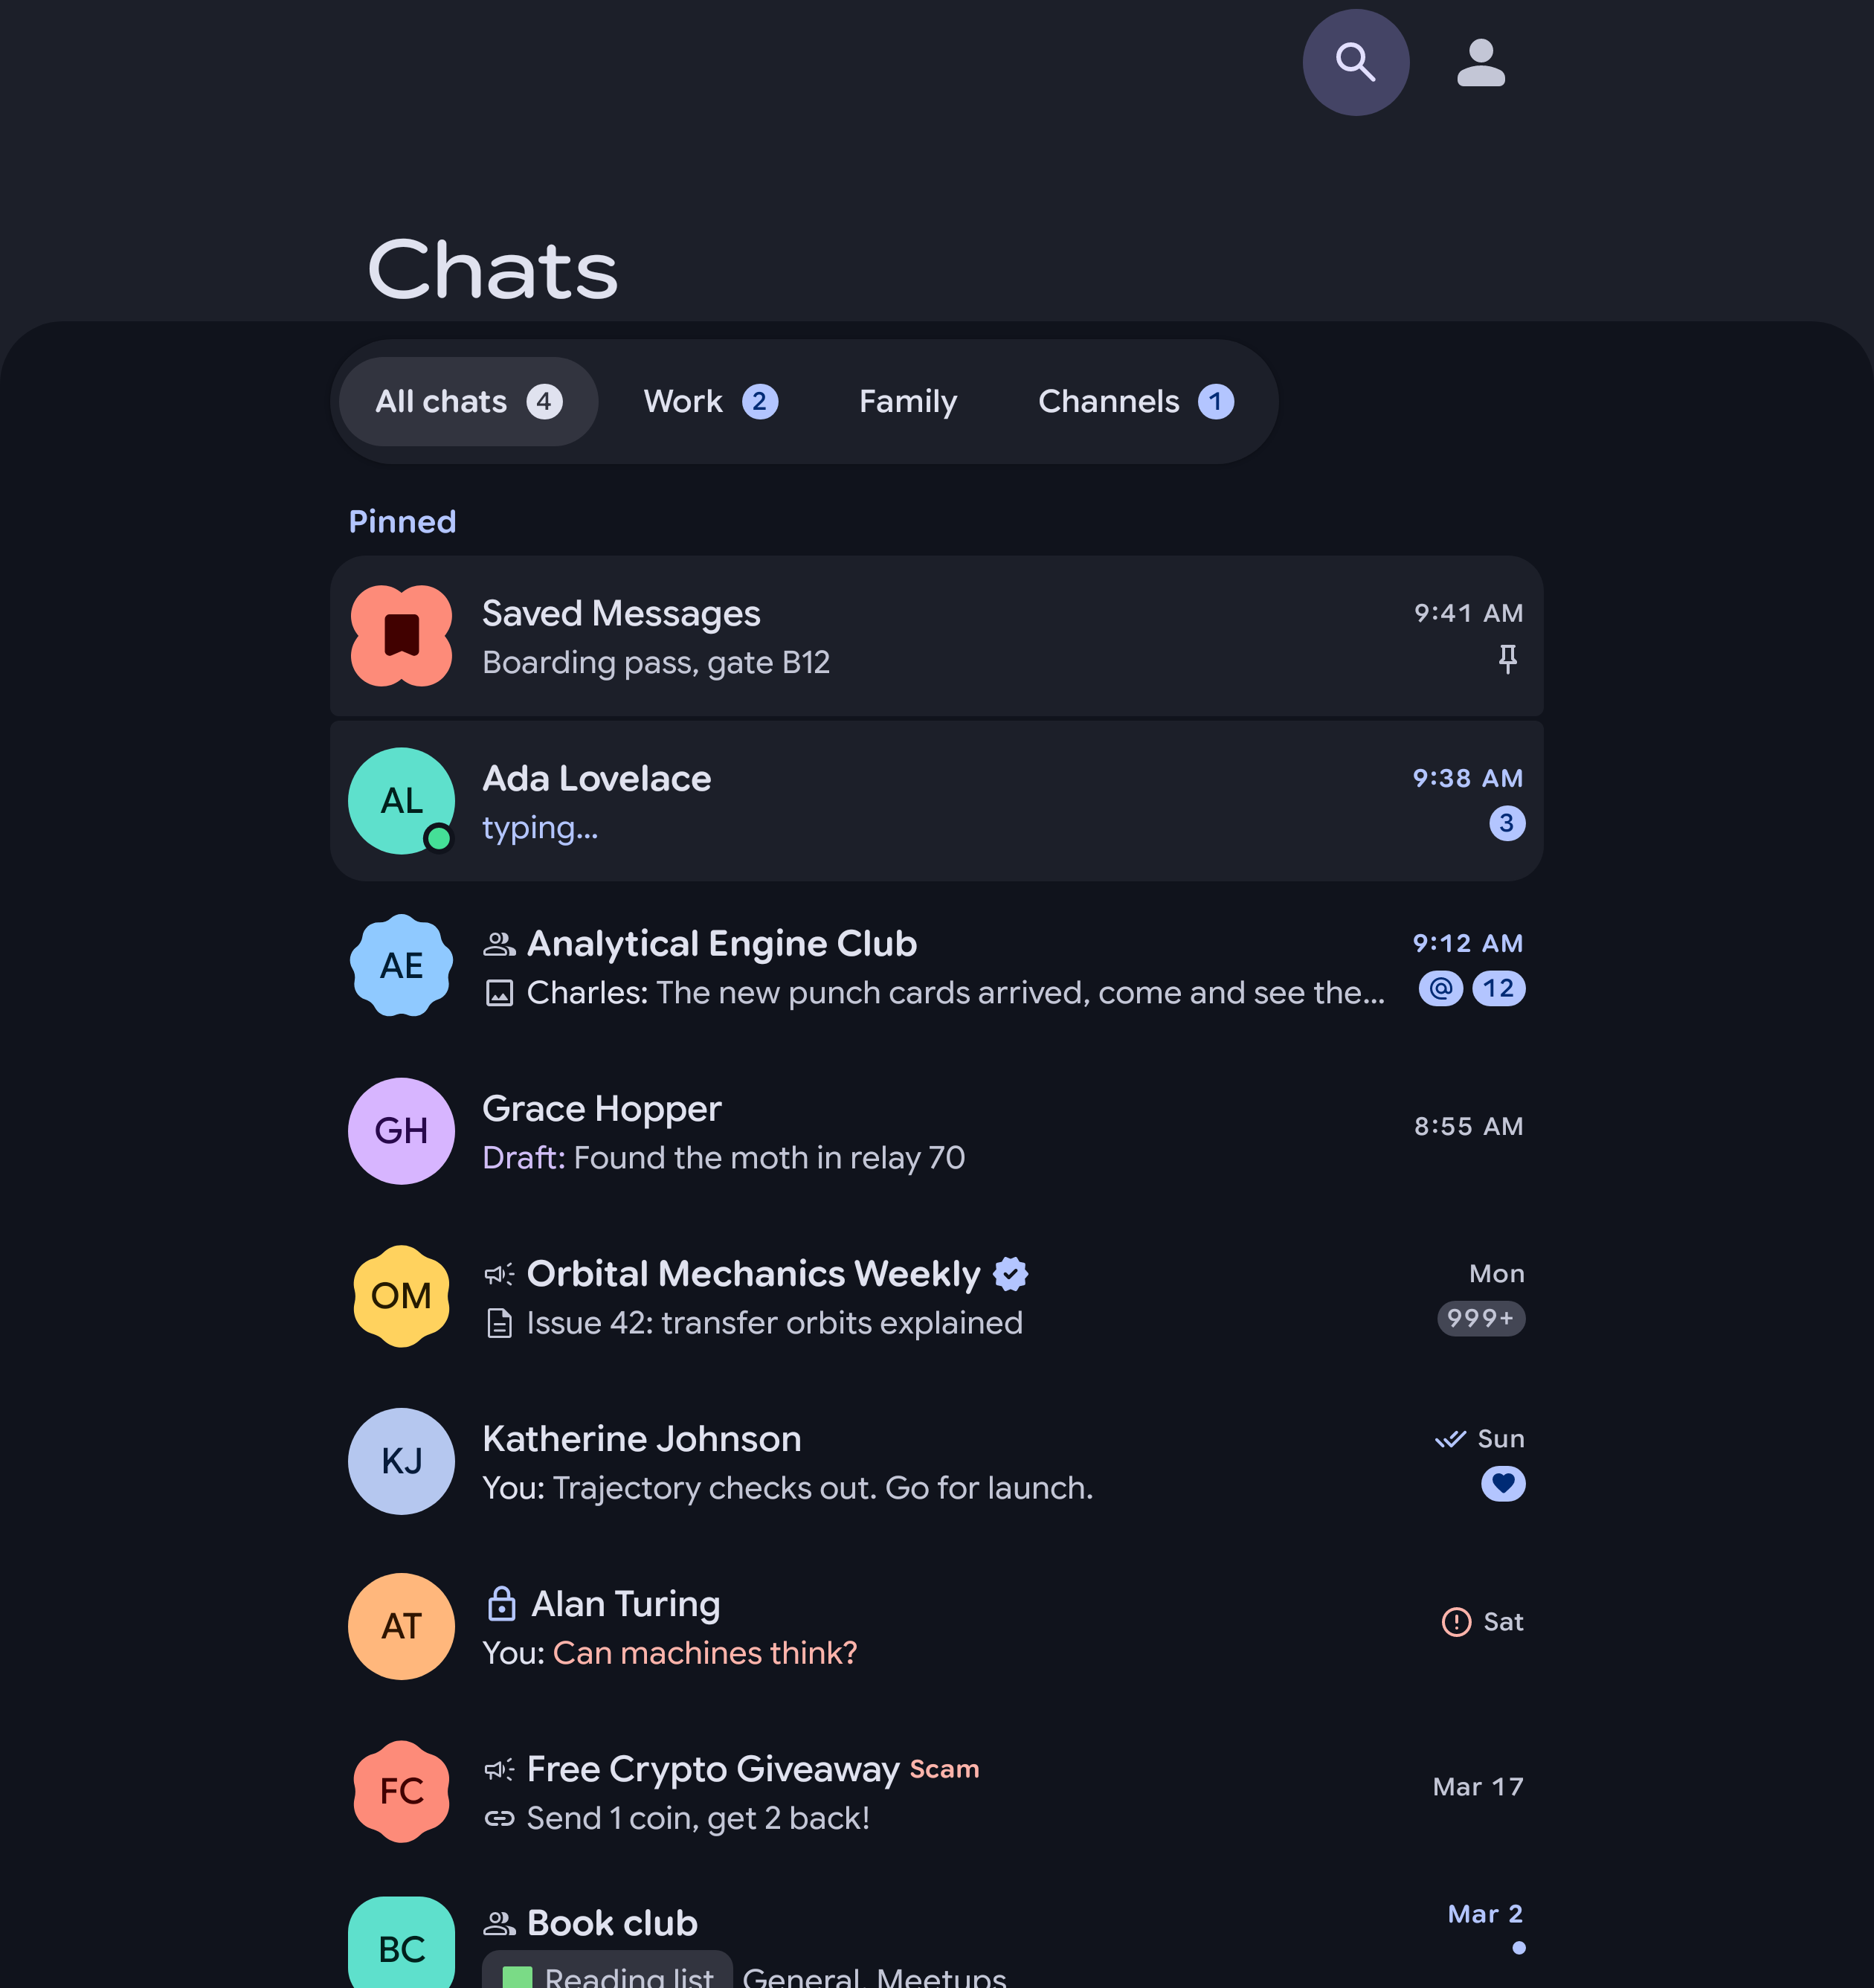 Chats
All chats 4 Work 2 Family Channels 1
Pinned
Saved Messages 9:41 AM
Boarding pass, gate B12
AL Ada Lovelace 9:38 AM
typing... 3
AE Analytical Engine Club 9:12 AM
Charles: The new punch cards arrived, come and see the... @ 12
GH Grace Hopper 8:55 AM
Draft: Found the moth in relay 70
OM Orbital Mechanics Weekly Mon
Issue 42: transfer orbits explained 999+
KJ Katherine Johnson Sun
You: Trajectory checks out. Go for launch.
AT Alan Turing Sat
You: Can machines think?
FC Free Crypto Giveaway Scam Mar 17
Send 1 coin, get 2 back!
BC Book club Mar 2
Reading list General, Meetups